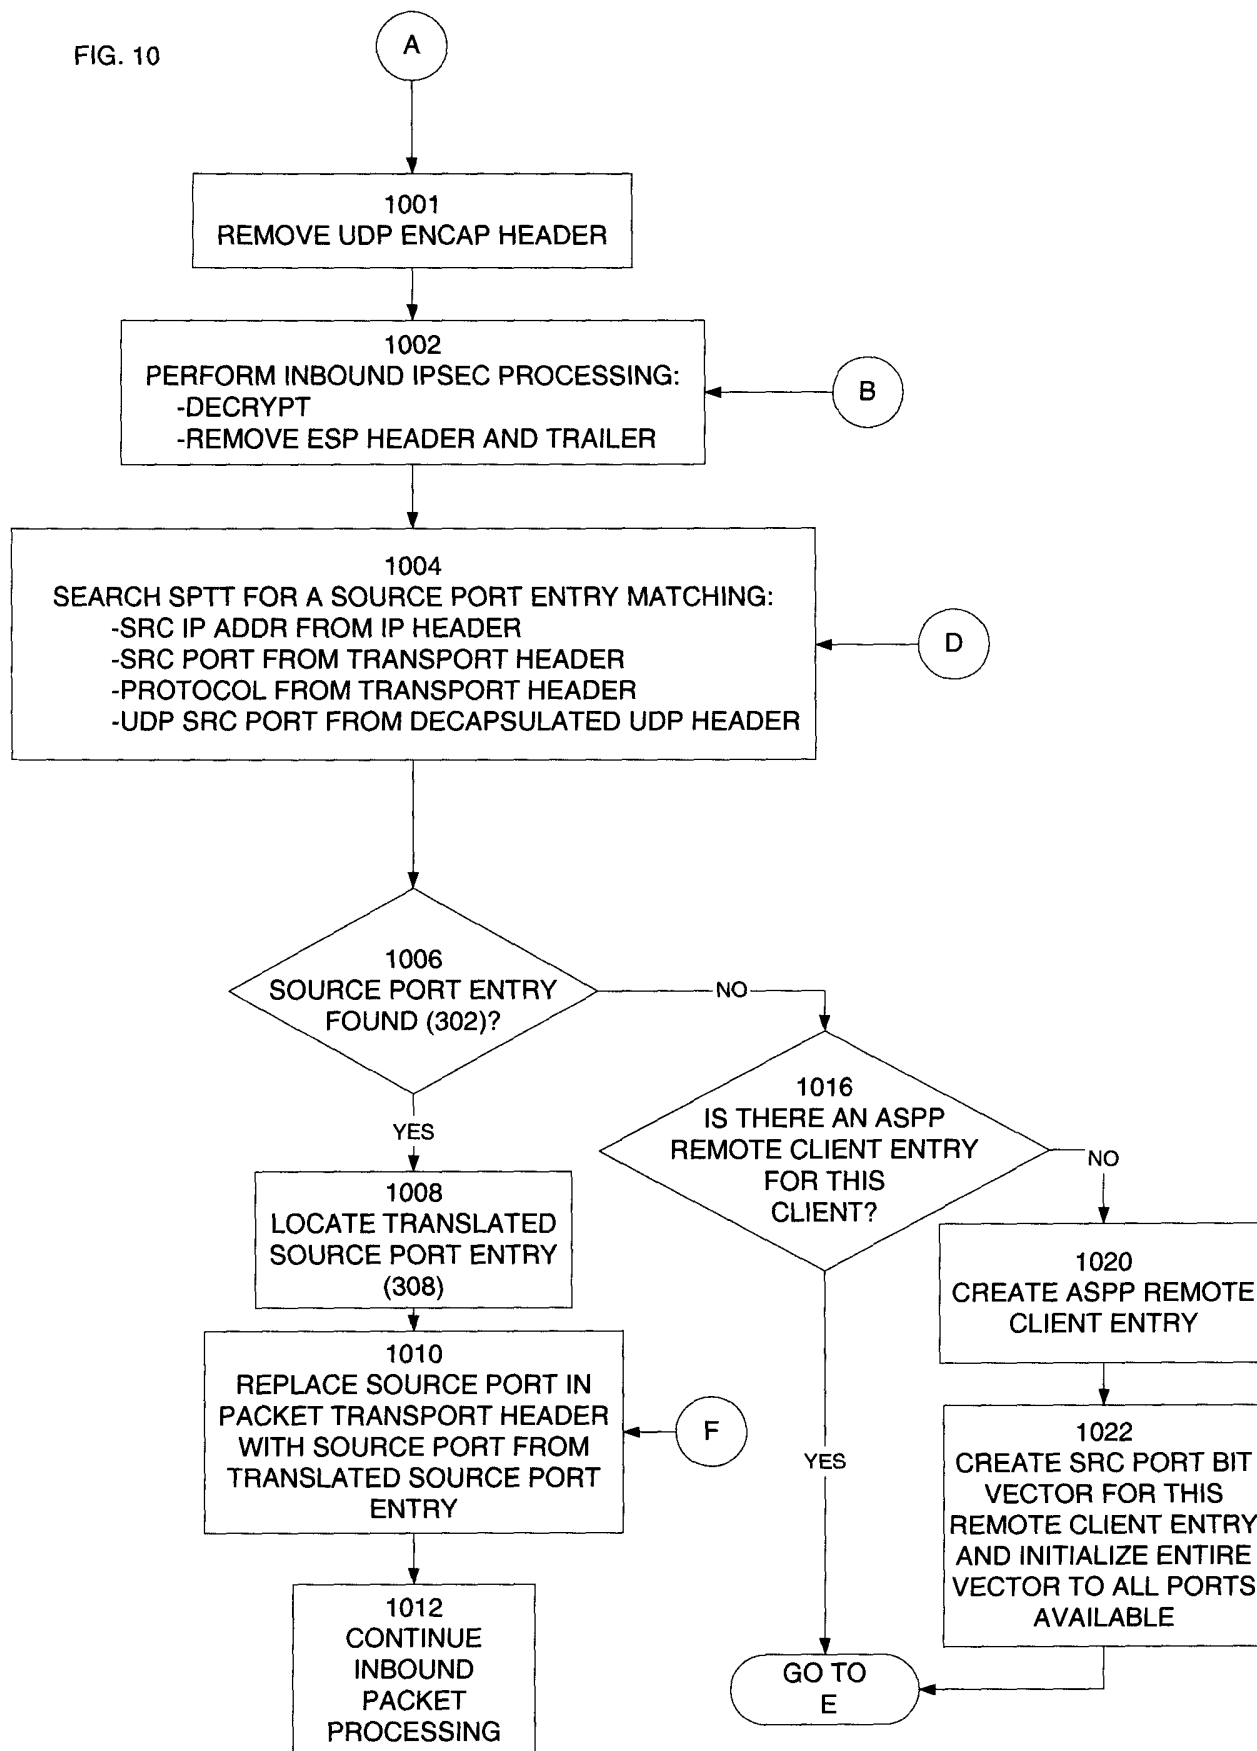 FIG. 10
A
1001
REMOVE UDP ENCAP HEADER
1002
PERFORM INBOUND IPSEC PROCESSING:
-DECRYPT
-REMOVE ESP HEADER AND TRAILER
B
1004
SEARCH SPTT FOR A SOURCE PORT ENTRY MATCHING:
-SRC IP ADDR FROM IP HEADER
-SRC PORT FROM TRANSPORT HEADER
-PROTOCOL FROM TRANSPORT HEADER
-UDP SRC PORT FROM DECAPSULATED UDP HEADER
D
1006
SOURCE PORT ENTRY
FOUND (302)?
NO
YES
1016
IS THERE AN ASPP
REMOTE CLIENT ENTRY
FOR THIS
CLIENT?
NO
YES
1008
LOCATE TRANSLATED
SOURCE PORT ENTRY
(308)
1010
REPLACE SOURCE PORT IN
PACKET TRANSPORT HEADER
WITH SOURCE PORT FROM
TRANSLATED SOURCE PORT
ENTRY
F
1012
CONTINUE
INBOUND
PACKET
PROCESSING
1020
CREATE ASPP REMOTE
CLIENT ENTRY
1022
CREATE SRC PORT BIT
VECTOR FOR THIS
REMOTE CLIENT ENTRY
AND INITIALIZE ENTIRE
VECTOR TO ALL PORTS
AVAILABLE
GO TO
E